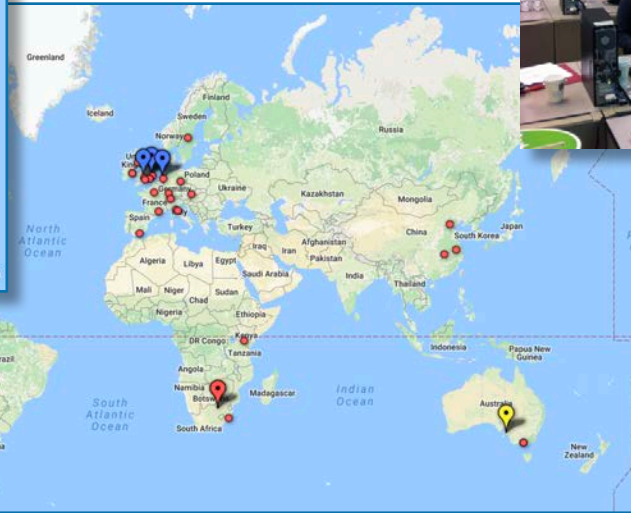 Greenland
Iceland
Finland
Sweden
Norway
Russia
Poland
Germany
Ukraine
France
Kazakhstan
Mongolia
Spain
Turkey
China
South Korea
Japan
North
Atlantic
Ocean
Iraq
Iran
Afghanistan
Pakistan
Algeria
Libya
Egypt
Saudi Arabia
India
Thailand
Mali
Niger
Chad
Sudan
Nigeria
Ethiopia
DR Congo
Kenya
Tanzania
Indonesia
Papua New
Guinea
Angola
Namibia
Madagascar
Indian
Ocean
South
Atlantic
Ocean
South Africa
Australia
New
Zealand